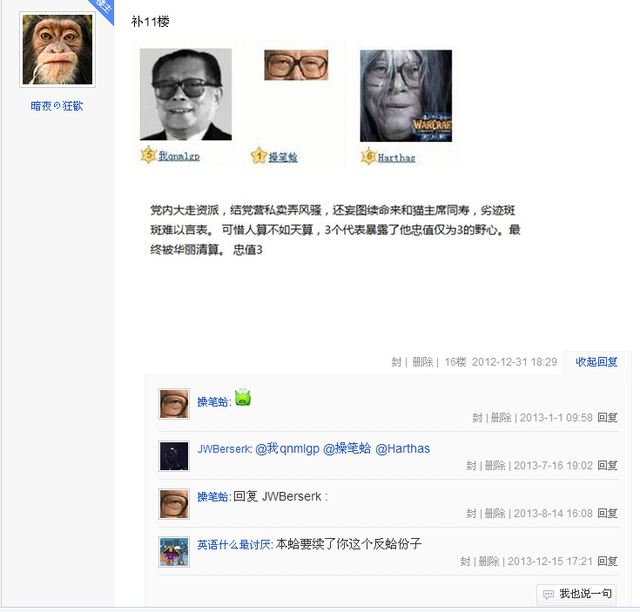 楼主
补11楼
暗夜の狂歡
WARCRAFT
5 我qnmlgp
1 操笔蛤
6 Harthas
党内大走资派，结党营私卖弄风骚，还妄图续命来和猫主席同寿，劣迹斑
斑难以言表。 可惜人算不如天算，3个代表暴露了他忠值仅为3的野心。最
终被华丽清算。 忠值3
封 | 删除 | 16楼 2012-12-31 18:29 收起回复
操笔蛤:
封 | 删除 | 2013-1-1 09:58 回复
JWBerserk: @我qnmlgp @操笔蛤 @Harthas
封 | 删除 | 2013-7-16 19:02 回复
操笔蛤: 回复 JWBerserk :
封 | 删除 | 2013-8-14 16:08 回复
英语什么最讨厌: 本蛤要续了你这个反蛤份子
封 | 删除 | 2013-12-15 17:21 回复
我也说一句